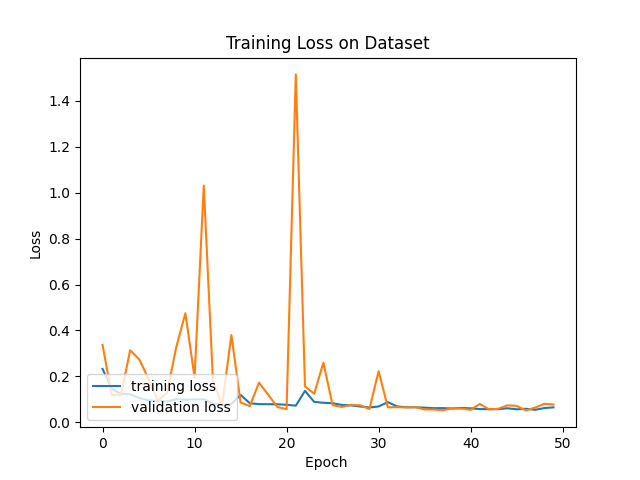 Training Loss on Dataset
1.4
1.2
1.0
0.8
0.6
0.4
0.2
0.0
Loss
training loss
validation loss
0 10 20 30 40 50
Epoch